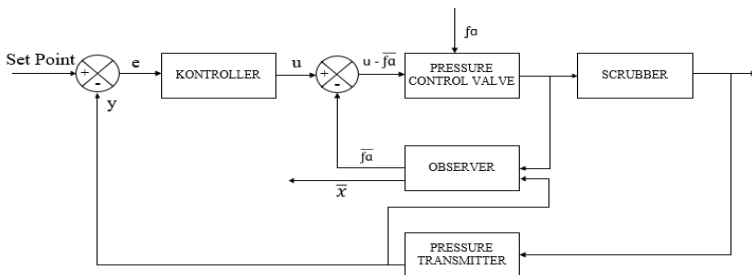 fa
Set Point
+
-
e
KONTROLLER
u
+
-
u - f̅a̅
PRESSURE
CONTROL VALVE
SCRUBBER
y
f̅a̅
OBSERVER
x̅
PRESSURE
TRANSMITTER